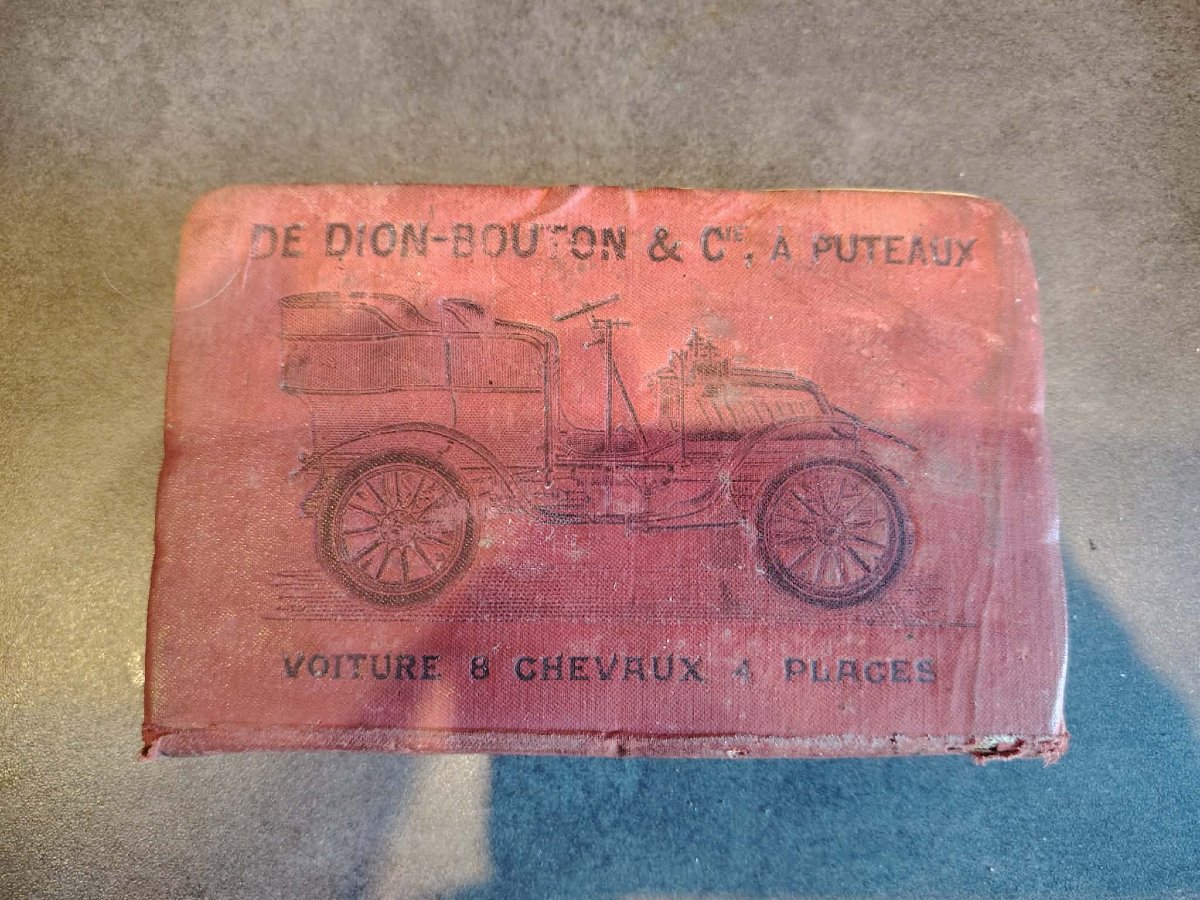 DE DION-BOUTON & Cⁱᴱ, A PUTEAUX
VOITURE 8 CHEVAUX 4 PLACES